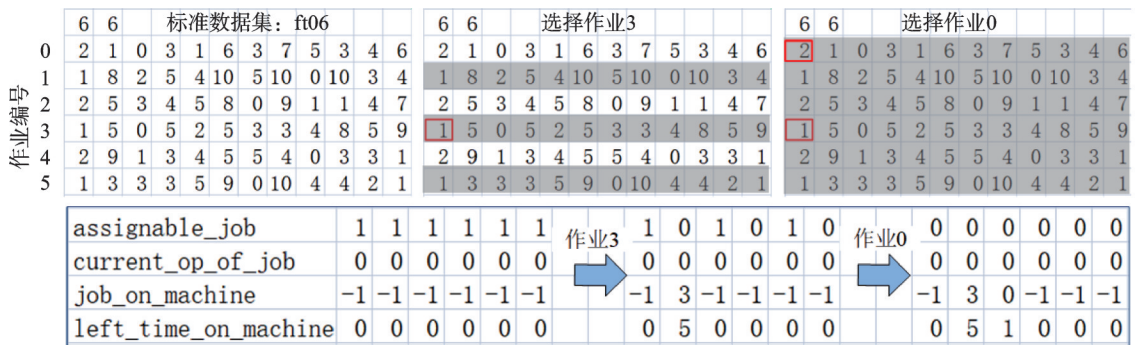 6 6 标准数据集：ft06 6 6 选择作业3 6 6 选择作业0
0 2 1 0 3 1 6 3 7 5 3 4 6 2 1 0 3 1 6 3 7 5 3 4 6 2 1 0 3 1 6 3 7 5 3 4 6
1 1 8 2 5 4 10 5 10 0 10 3 4 1 8 2 5 4 10 5 10 0 10 3 4 1 8 2 5 4 10 5 10 0 10 3 4
2 2 5 3 4 5 8 0 9 1 1 4 7 2 5 3 4 5 8 0 9 1 1 4 7 2 5 3 4 5 8 0 9 1 1 4 7
3 1 5 0 5 2 5 3 3 4 8 5 9 1 5 0 5 2 5 3 3 4 8 5 9 1 5 0 5 2 5 3 3 4 8 5 9
4 2 9 1 3 4 5 5 4 0 3 3 1 2 9 1 3 4 5 5 4 0 3 3 1 2 9 1 3 4 5 5 4 0 3 3 1
5 1 3 3 3 5 9 0 10 4 4 2 1 1 3 3 3 5 9 0 10 4 4 2 1 1 3 3 3 5 9 0 10 4 4 2 1
作业编号
assignable_job 1 1 1 1 1 1 作业3 1 0 1 0 1 0 作业0 0 0 0 0 0 0
current_op_of_job 0 0 0 0 0 0 0 0 0 0 0 0 0 0 0 0 0 0
job_on_machine -1 -1 -1 -1 -1 -1 -1 3 -1 -1 -1 -1 -1 3 0 -1 -1 -1
left_time_on_machine 0 0 0 0 0 0 0 5 0 0 0 0 0 5 1 0 0 0